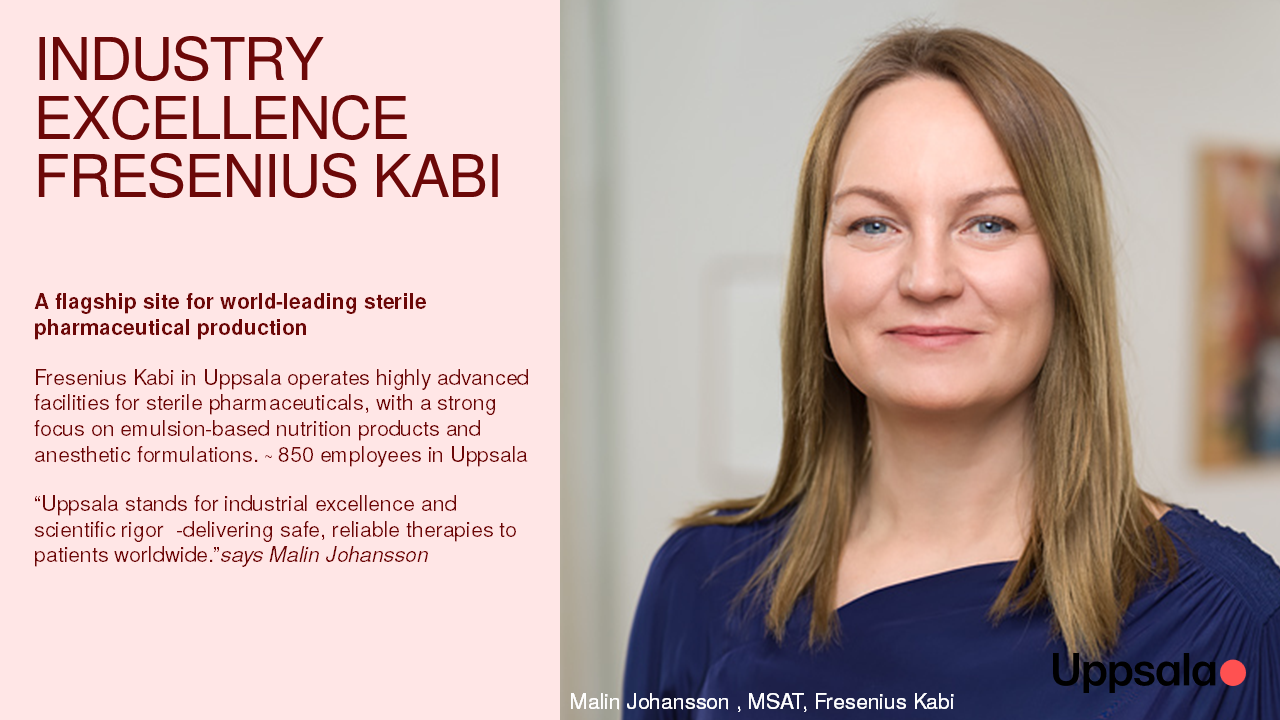 INDUSTRY
EXCELLENCE
FRESENIUS KABI
A flagship site for world-leading sterile
pharmaceutical production
Fresenius Kabi in Uppsala operates highly advanced
facilities for sterile pharmaceuticals, with a strong
focus on emulsion-based nutrition products and
anesthetic formulations. ~ 850 employees in Uppsala
“Uppsala stands for industrial excellence and
scientific rigor  -delivering safe, reliable therapies to
patients worldwide.”says Malin Johansson
Uppsala
Malin Johansson , MSAT, Fresenius Kabi